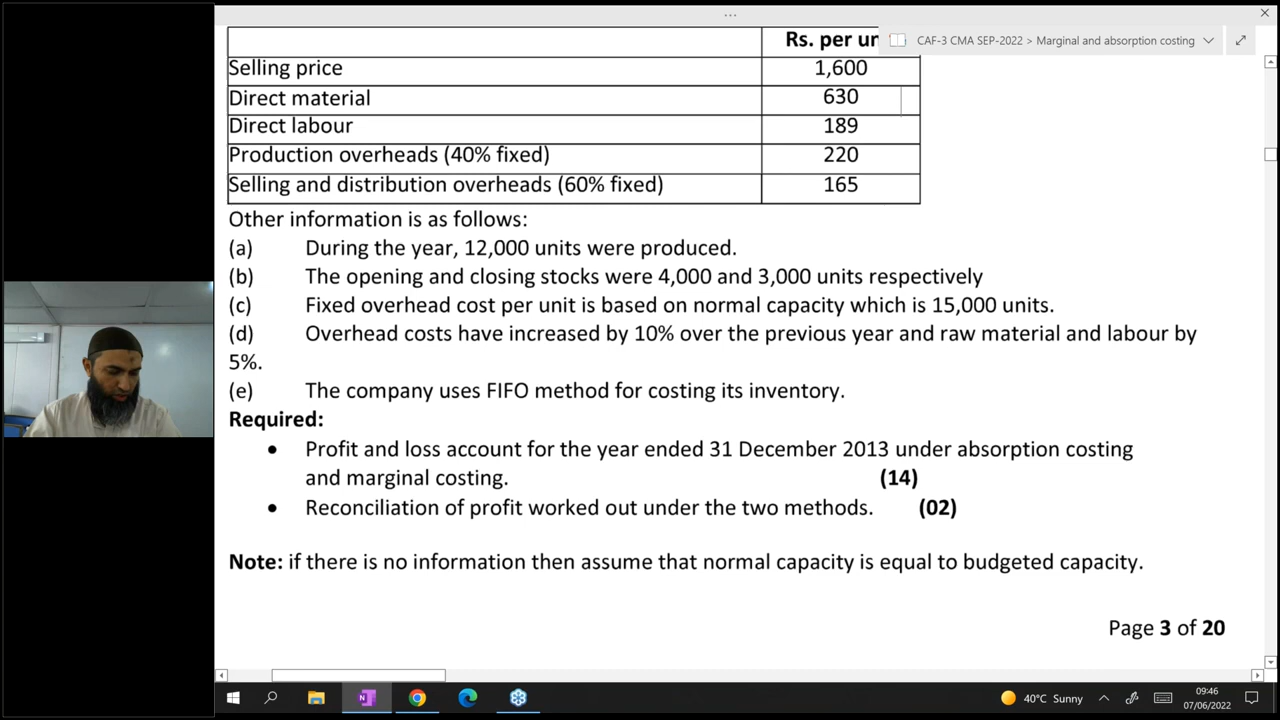 Rs. per un
CAF-3 CMA SEP-2022 > Marginal and absorption costing
Selling price 1,600
Direct material 630
Direct labour 189
Production overheads (40% fixed) 220
Selling and distribution overheads (60% fixed) 165
Other information is as follows:
(a) During the year, 12,000 units were produced.
(b) The opening and closing stocks were 4,000 and 3,000 units respectively
(c) Fixed overhead cost per unit is based on normal capacity which is 15,000 units.
(d) Overhead costs have increased by 10% over the previous year and raw material and labour by
5%.
(e) The company uses FIFO method for costing its inventory.
Required:
• Profit and loss account for the year ended 31 December 2013 under absorption costing
and marginal costing. (14)
• Reconciliation of profit worked out under the two methods. (02)
Note: if there is no information then assume that normal capacity is equal to budgeted capacity.
Page 3 of 20
40°C Sunny
09:46
07/06/2022